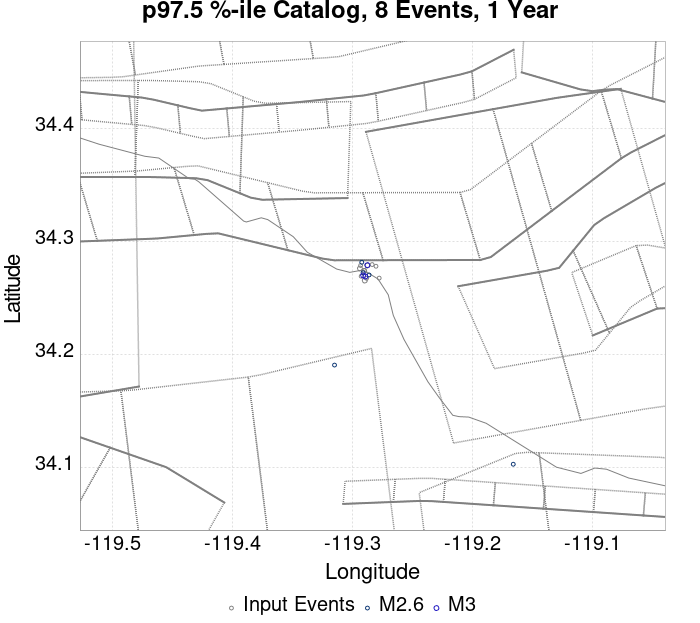 p97.5 %-ile Catalog, 8 Events, 1 Year
34.4
34.3
34.2
34.1
Latitude
-119.5 -119.4 -119.3 -119.2 -119.1
Longitude
Input Events M2.6 M3